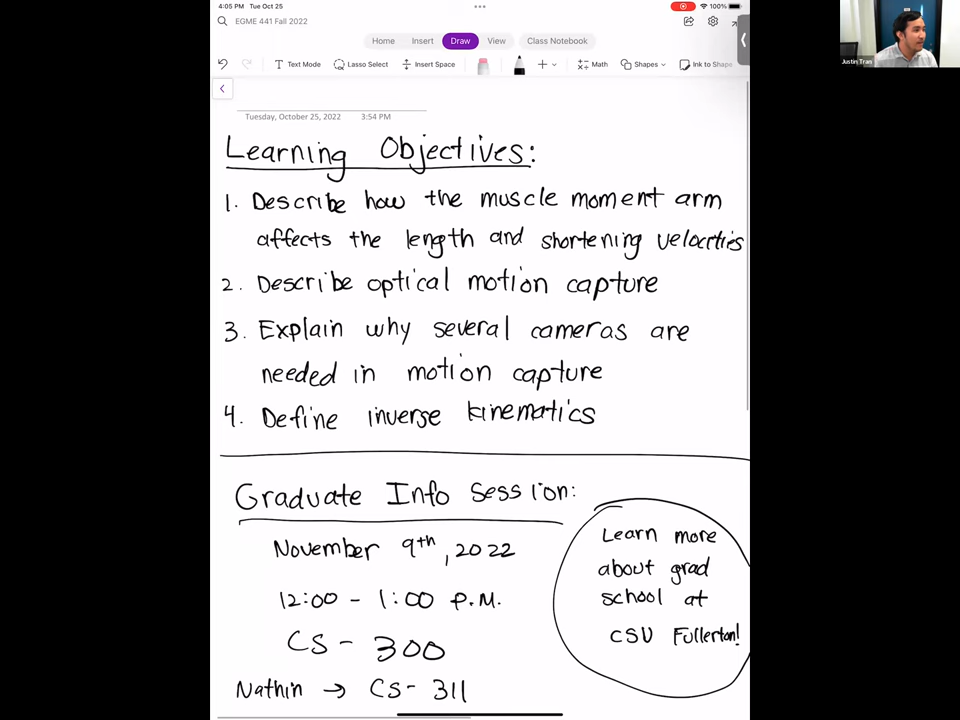 4:05 PM Tue Oct 25
100%
EGME 441 Fall 2022
Home Insert Draw View Class Notebook
Text Mode Lasso Select Insert Space Math Shapes Ink to Shape
Tuesday, October 25, 2022 3:54 PM
Learning Objectives:
1. Describe how the muscle moment arm
affects the length and shortening velocities
2. Describe optical motion capture
3. Explain why several cameras are
needed in motion capture
4. Define inverse kinematics
Graduate Info Session:
November 9th, 2022
12:00 - 1:00 P.M.
CS - 300
Nathin → CS - 311
Learn more
about grad
school at
CSU Fullerton!
Justin Tran